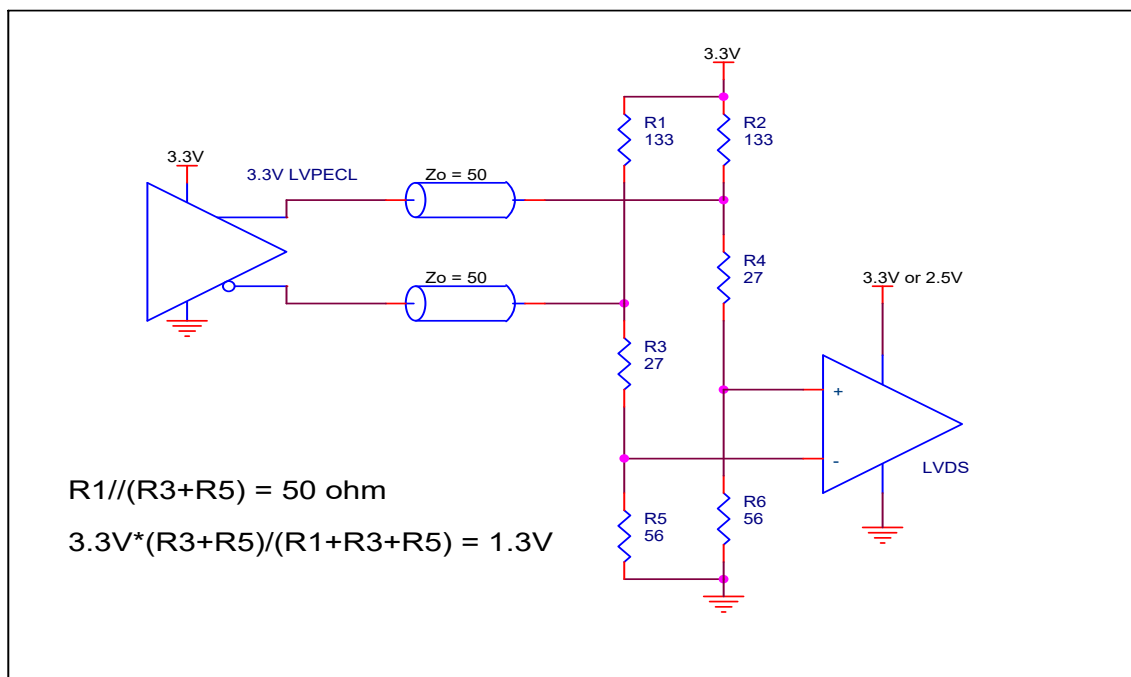 3.3V
R1
133
R2
133
3.3V
3.3V LVPECL
Zo = 50
R4
27
Zo = 50
3.3V or 2.5V
R3
27
+
-
LVDS
R1//(R3+R5) = 50 ohm
3.3V*(R3+R5)/(R1+R3+R5) = 1.3V
R5
56
R6
56